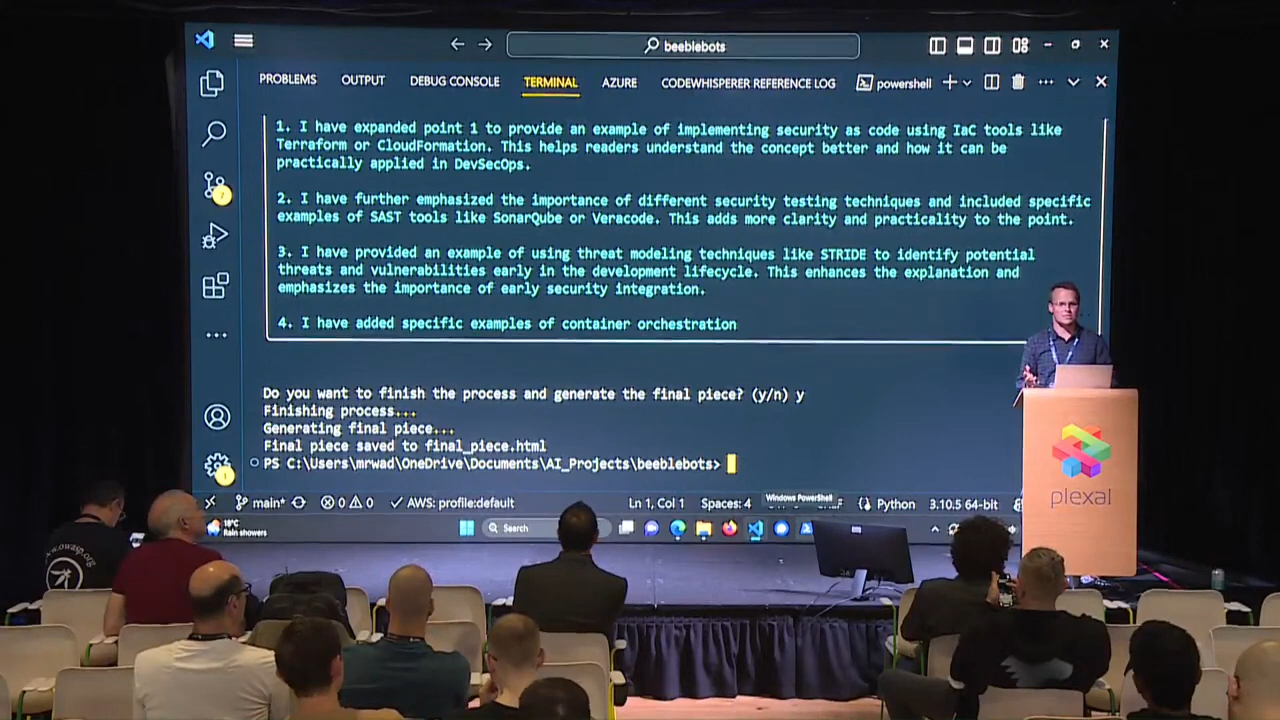 beeblebots
PROBLEMS OUTPUT DEBUG CONSOLE TERMINAL AZURE CODEWHISPERER REFERENCE LOG powershell
1. I have expanded point 1 to provide an example of implementing security as code using IaC tools like
Terraform or CloudFormation. This helps readers understand the concept better and how it can be
practically applied in DevSecOps.
2. I have further emphasized the importance of different security testing techniques and included specific
examples of SAST tools like SonarQube or Veracode. This adds more clarity and practicality to the point.
3. I have provided an example of using threat modeling techniques like STRIDE to identify potential
threats and vulnerabilities early in the development lifecycle. This enhances the explanation and
emphasizes the importance of early security integration.
4. I have added specific examples of container orchestration
Do you want to finish the process and generate the final piece? (y/n) y
Finishing process...
Generating final piece...
Final piece saved to final_piece.html
PS C:\Users\mrwad\OneDrive\Documents\AI_Projects\beeblebots>
1
main* 0 0 AWS: profile:default Ln 1, Col 1 Spaces: 4 Windows PowerShell Python 3.10.5 64-bit
18°C
Rain showers
Search
plexal
www.owasp.org